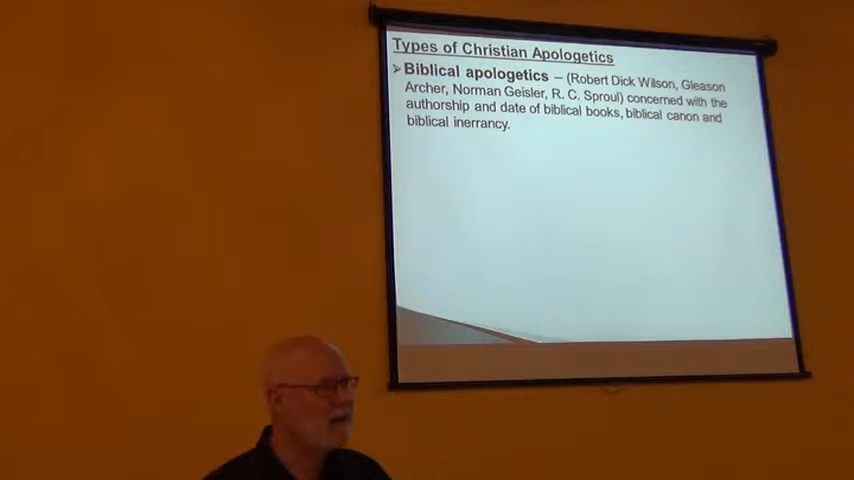 Types of Christian Apologetics
➢Biblical apologetics – (Robert Dick Wilson, Gleason
Archer, Norman Geisler, R. C. Sproul) concerned with the
authorship and date of biblical books, biblical canon and
biblical inerrancy.